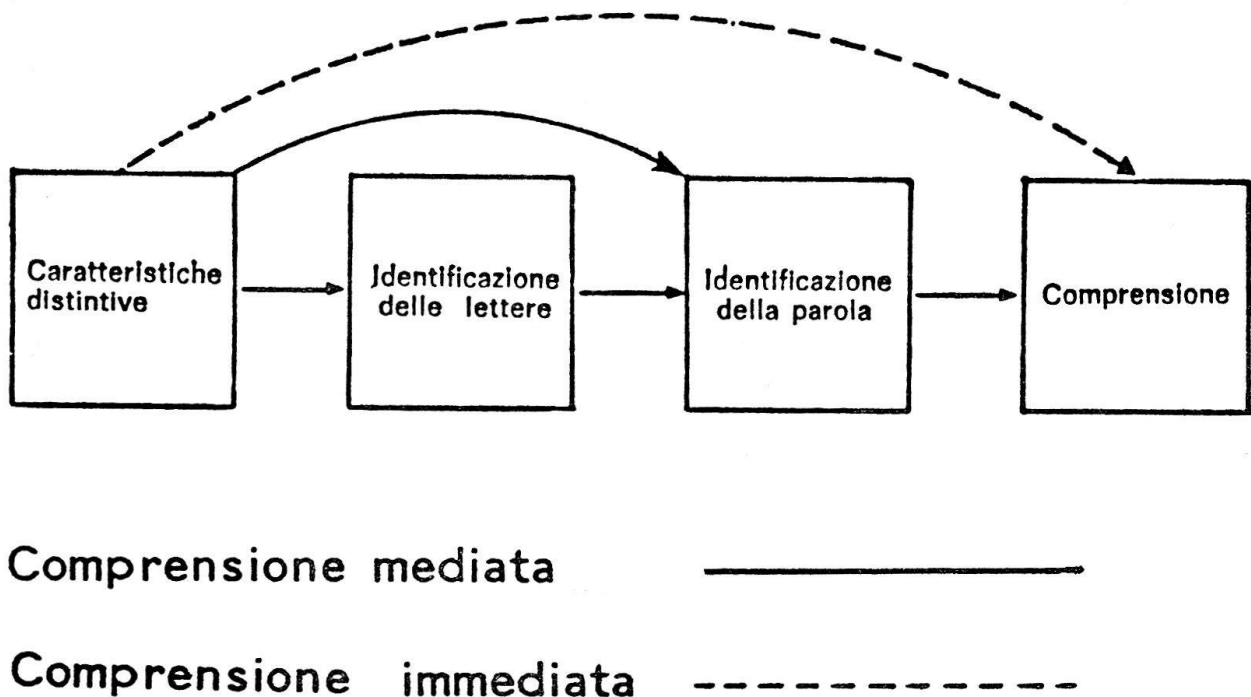 Caratteristiche
distintive
Identificazione
delle lettere
Identificazione
della parola
Comprensione
Comprensione mediata
Comprensione immediata